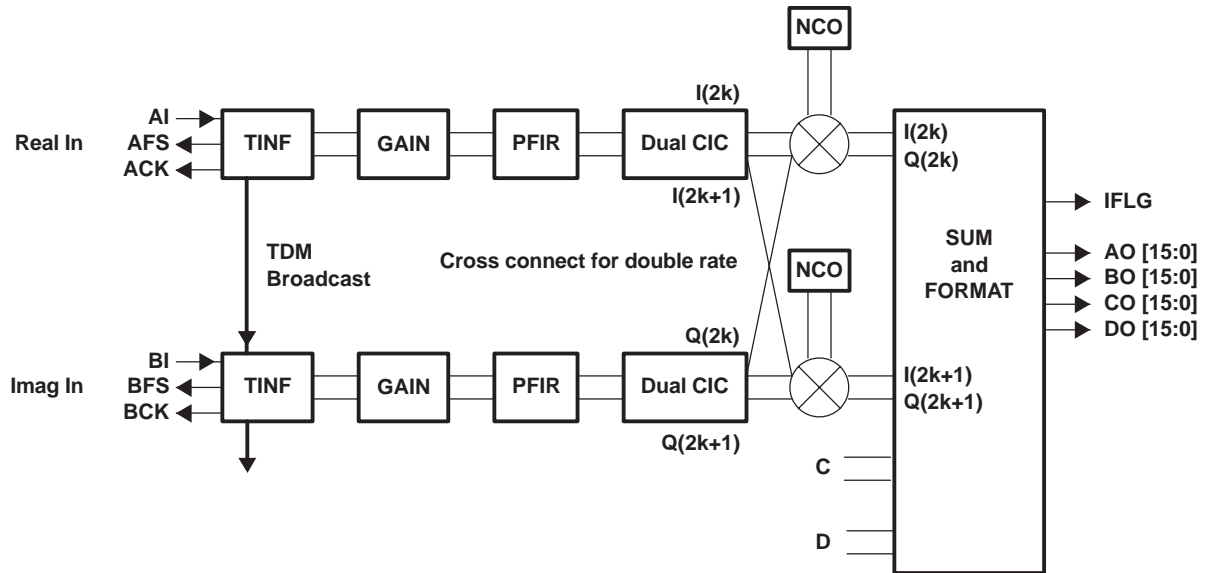 NCO
I(2k)
AI
Real In
AFS
ACK
TINF
GAIN
PFIR
Dual CIC
I(2k)
Q(2k)
I(2k+1)
IFLG
TDM
Broadcast
Cross connect for double rate
NCO
SUM
and
FORMAT
AO [15:0]
BO [15:0]
CO [15:0]
DO [15:0]
Q(2k)
BI
Imag In
BFS
BCK
TINF
GAIN
PFIR
Dual CIC
I(2k+1)
Q(2k+1)
Q(2k+1)
C
D